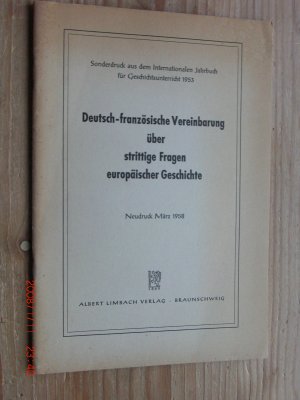 Sonderdruck aus dem Internationalen Jahrbuch
für Geschichtsunterricht 1953
Deutsch-französische Vereinbarung
über
strittige Fragen
europäischer Geschichte
Neudruck März 1958
ALBERT LIMBACH VERLAG - BRAUNSCHWEIG